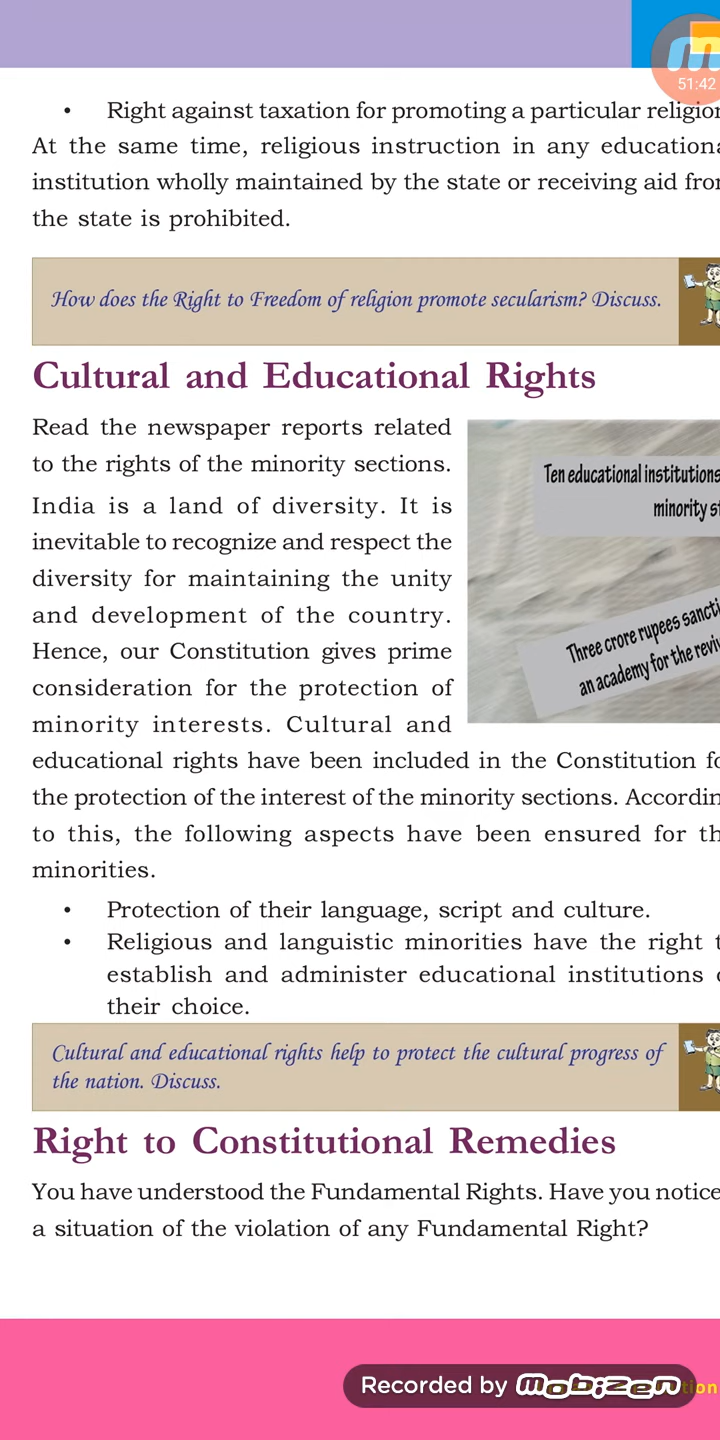 51:42
• Right against taxation for promoting a particular
At the same time, religious instruction in any
institution wholly maintained by the state or receiving aid
the state is prohibited.
How does the Right to Freedom of religion promote secularism? Discuss.
Cultural and Educational Rights
Read the newspaper reports related
to the rights of the minority sections.
Ten educational institutions
minority
India is a land of diversity. It is
inevitable to recognize and respect the
diversity for maintaining the unity
and development of the country.
Hence, our Constitution gives prime
consideration for the protection of
minority interests. Cultural and
Three crore rupees
an academy for the
educational rights have been included in the Constitution
the protection of the interest of the minority sections.
to this, the following aspects have been ensured for
minorities.
• Protection of their language, script and culture.
• Religious and languistic minorities have the right
establish and administer educational institutions
their choice.
Cultural and educational rights help to protect the cultural progress of
the nation. Discuss.
Right to Constitutional Remedies
You have understood the Fundamental Rights. Have you
a situation of the violation of any Fundamental Right?
Recorded by Mobizen